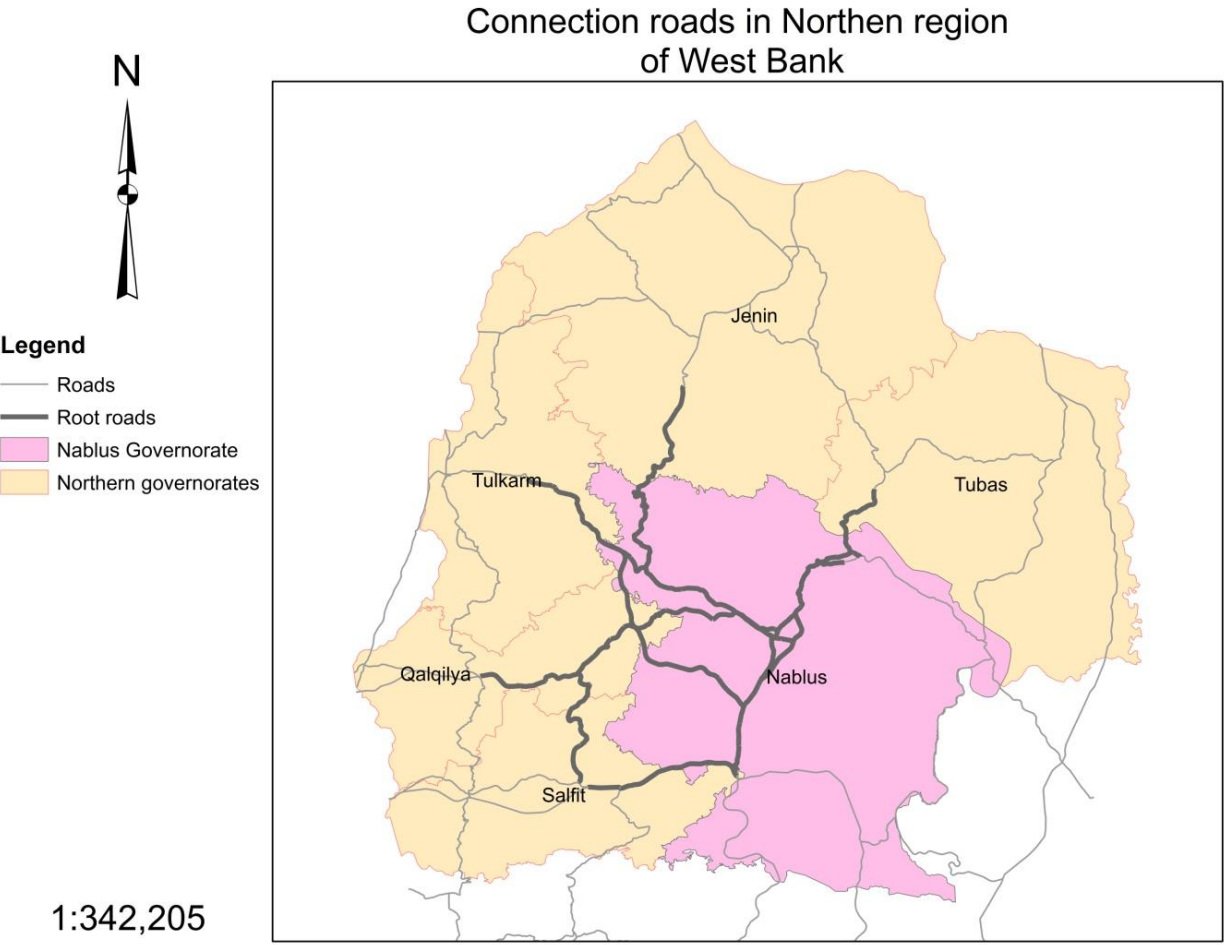 Connection roads in Northen region
of West Bank
N
Legend
Roads
Root roads
Nablus Governorate
Northern governorates
Jenin
Tulkarm
Tubas
Qalqilya
Nablus
Salfit
1:342,205